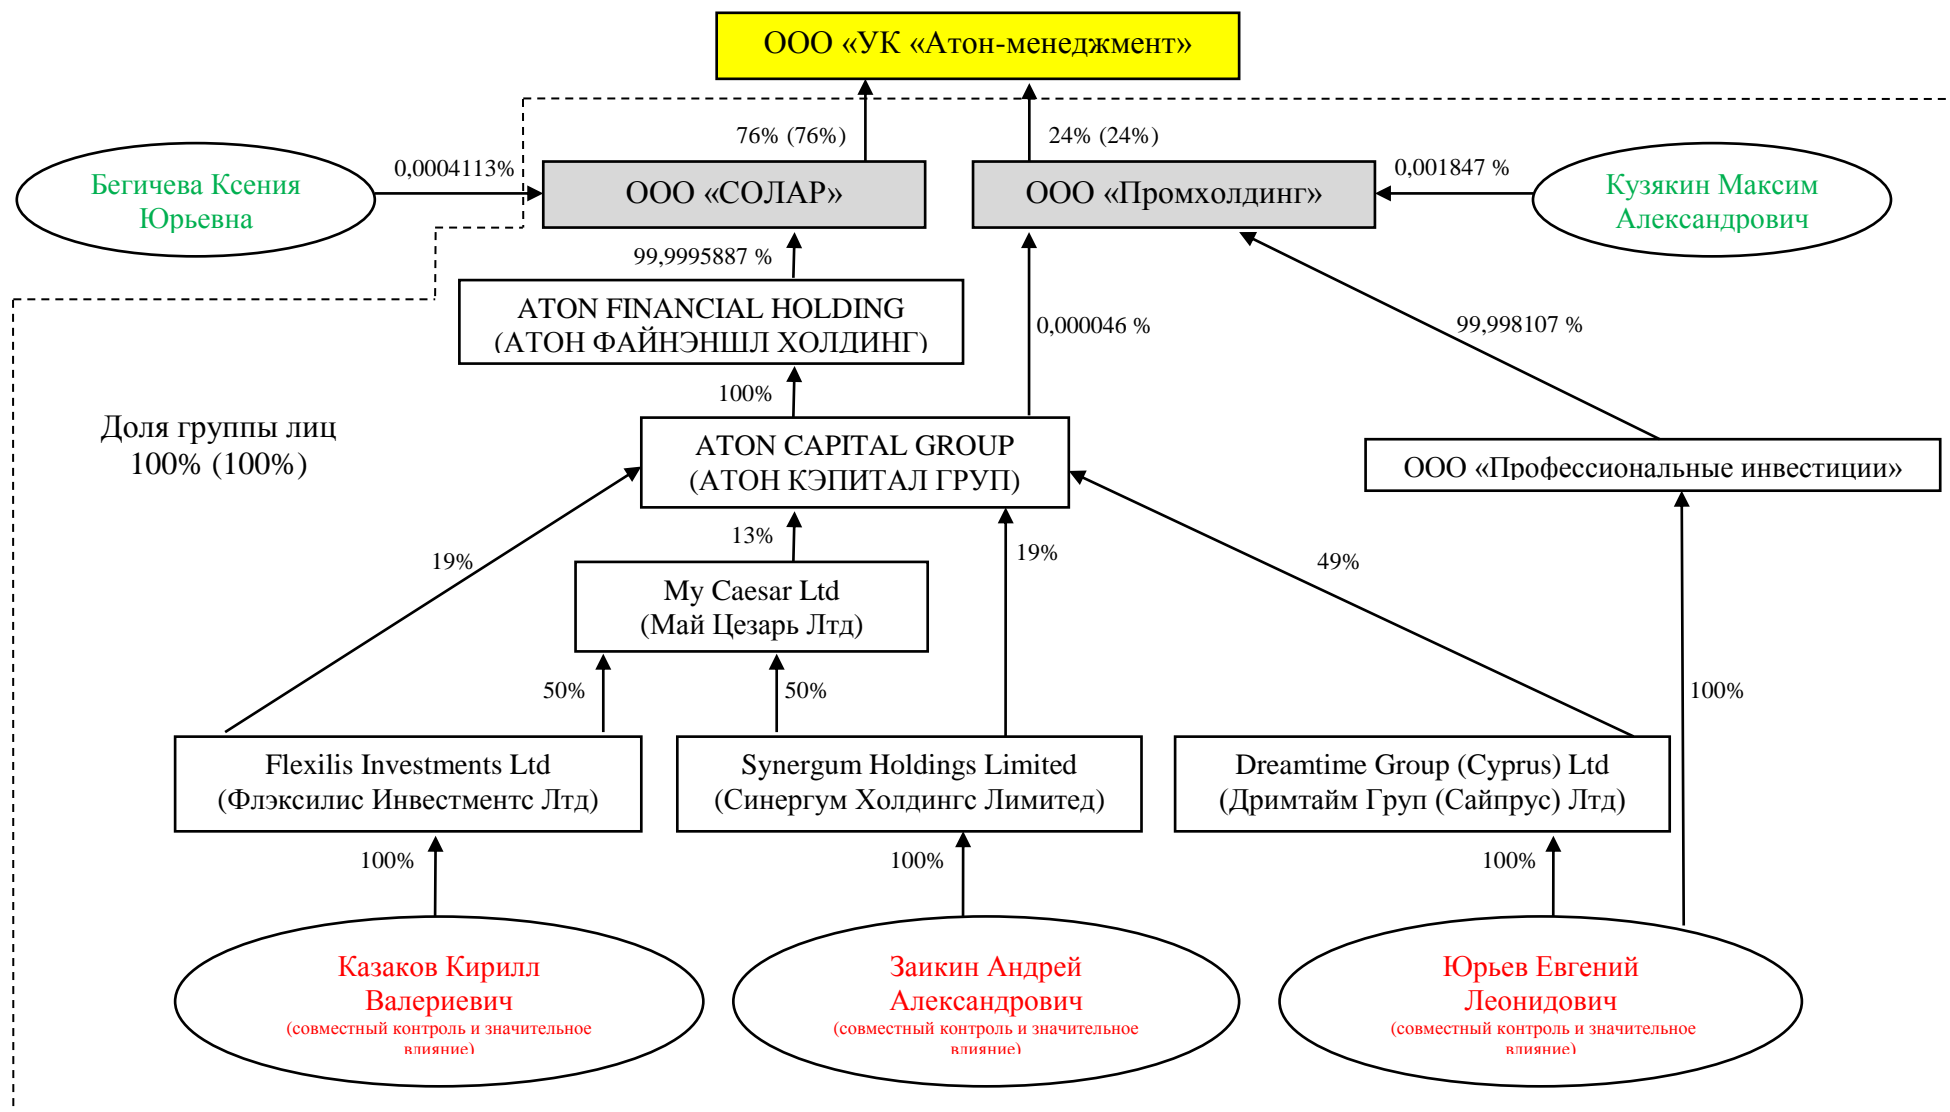 ООО «УК «Атон-менеджмент»
76% (76%)
24% (24%)
Бегичева Ксения
Юрьевна
0,0004113%
ООО «СОЛАР»
ООО «Промхолдинг»
0,001847 %
Кузякин Максим
Александрович
99,9995887 %
ATON FINANCIAL HOLDING
(АТОН ФАЙНЭНШЛ ХОЛДИНГ)
0,000046 %
99,998107 %
100%
Доля группы лиц
100% (100%)
ATON CAPITAL GROUP
(АТОН КЭПИТАЛ ГРУП)
ООО «Профессиональные инвестиции»
19%
13%
19%
49%
My Caesar Ltd
(Май Цезарь Лтд)
50%
50%
100%
Flexilis Investments Ltd
(Флэксилис Инвестментс Лтд)
Synergum Holdings Limited
(Синергум Холдингс Лимитед)
Dreamtime Group (Cyprus) Ltd
(Дримтайм Груп (Сайпрус) Лтд)
100%
100%
100%
Казаков Кирилл
Валериевич
(совместный контроль и значительное
влияние)
Заикин Андрей
Александрович
(совместный контроль и значительное
влияние)
Юрьев Евгений
Леонидович
(совместный контроль и значительное
влияние)